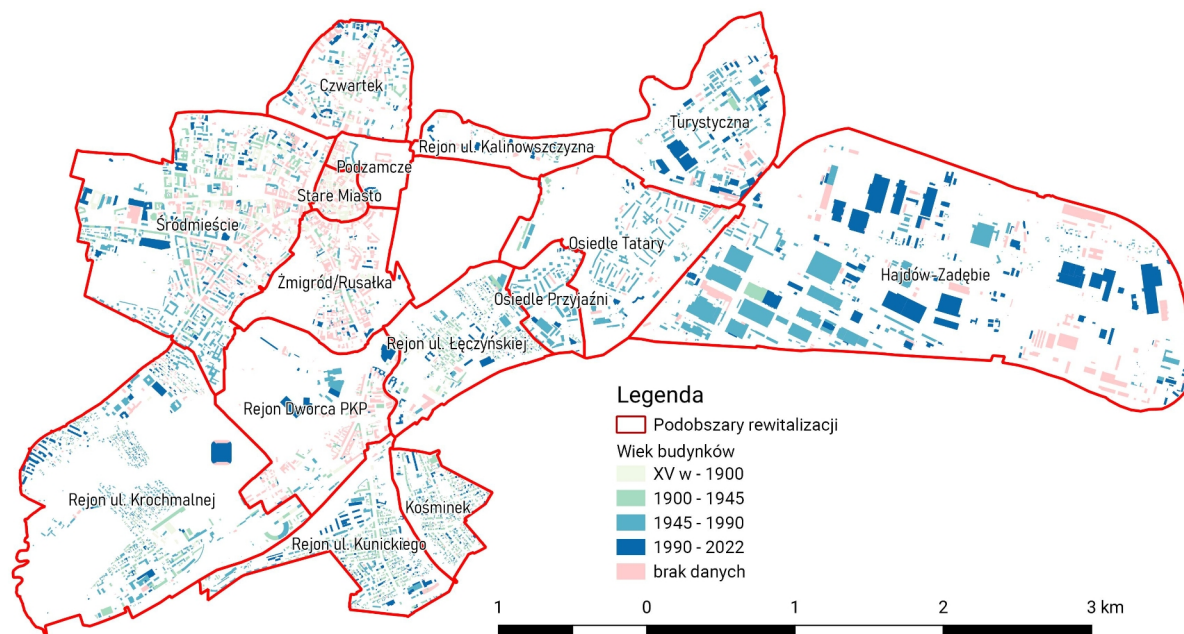 Czwartek
Turystyczna
Rejon ul. Kalinowszczyzna
Podzamcze
Stare Miasto
Śródmieście
Osiedle Tatary
Hajdów-Zadębie
Żmigród/Rusałka
Osiedle Przyjaźni
Rejon ul. Łęczyńskiej
Rejon Dworca PKP
Rejon ul. Krochmalnej
Kośminek
Rejon ul. Kunickiego
Legenda
Podobszary rewitalizacji
Wiek budynków
XV w - 1900
1900 - 1945
1945 - 1990
1990 - 2022
brak danych
1 0 1 2 3 km